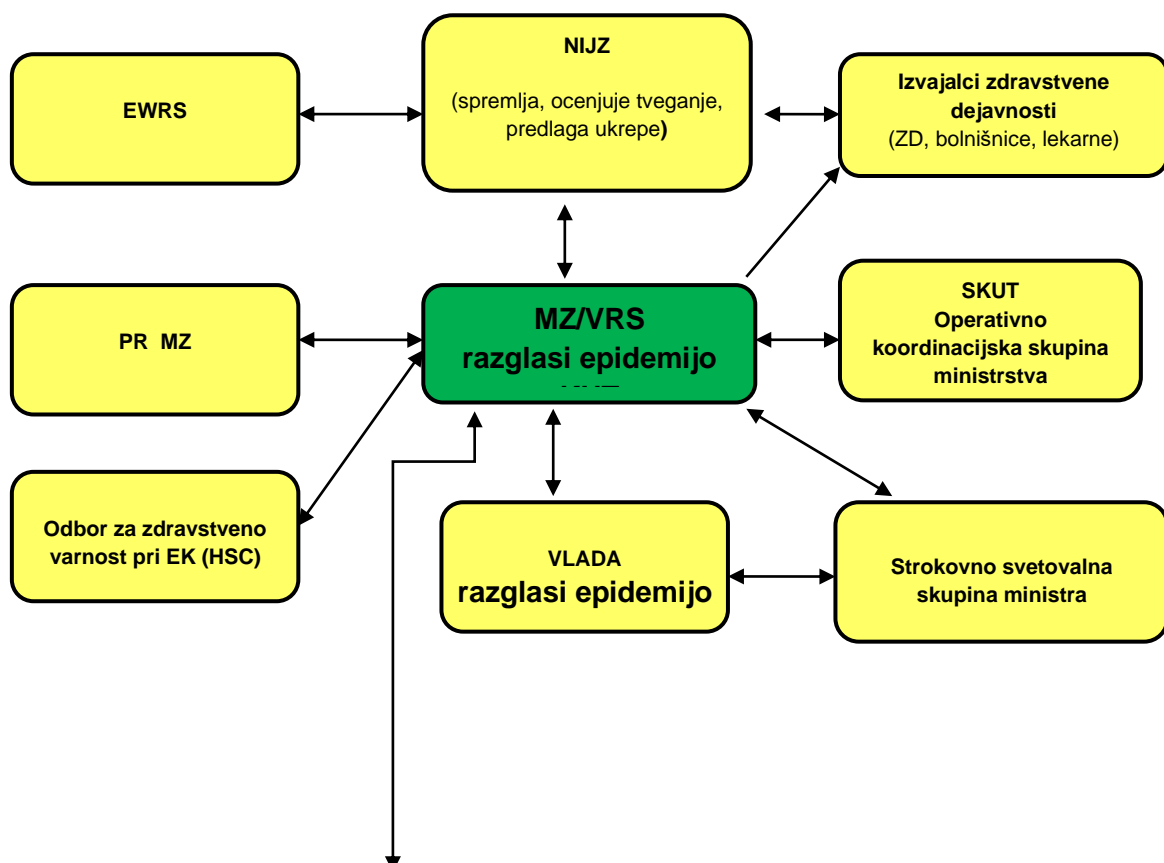 NIJZ
(spremlja, ocenjuje tveganje,
predlaga ukrepe)
EWRS
Izvajalci zdravstvene
dejavnosti
(ZD, bolnišnice, lekarne)
PR MZ
MZ/VRS
razglasi epidemijo
SKUT
Operativno
koordinacijska skupina
ministrstva
Odbor za zdravstveno
varnost pri EK (HSC)
VLADA
razglasi epidemijo
Strokovno svetovalna
skupina ministra